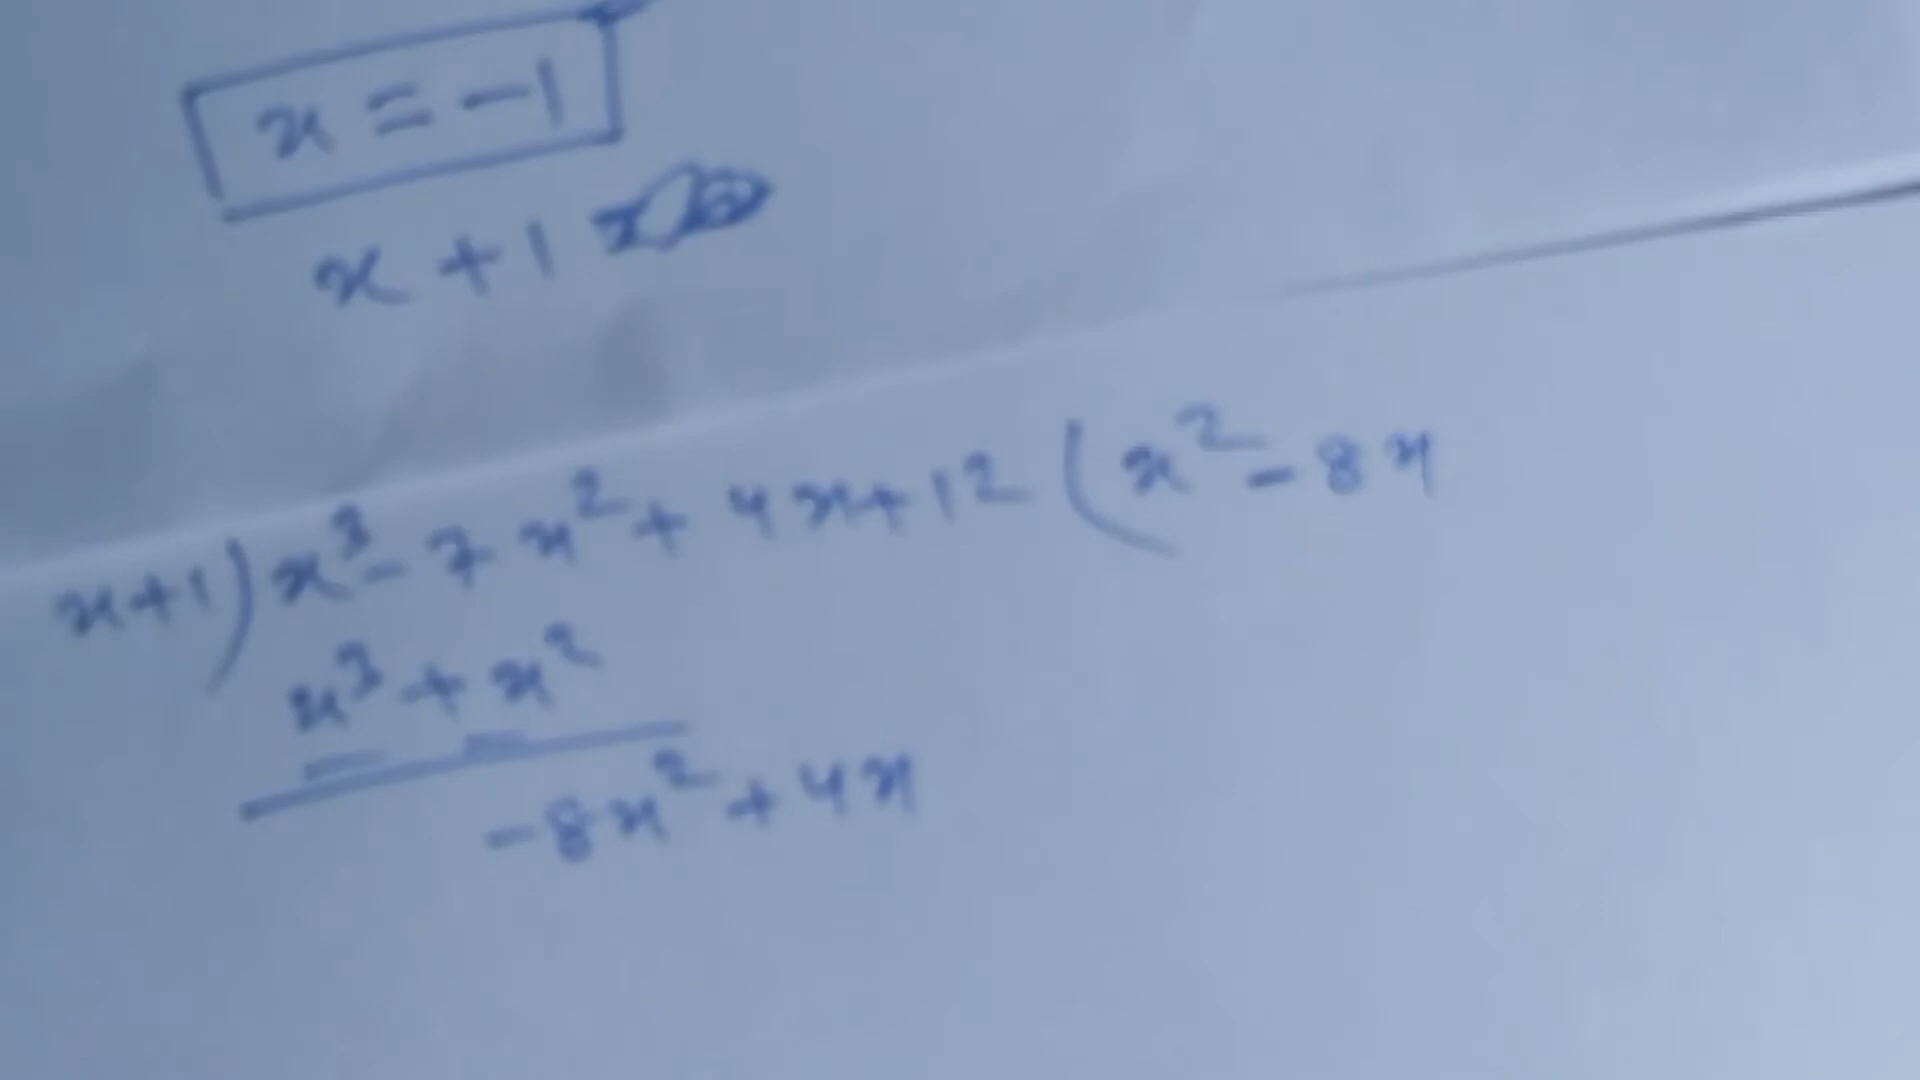 x = -1
x + 1
x+1) x³ - 7x² + 4x + 12 (x² - 8x
x³ + x²
- -
-8x² + 4x